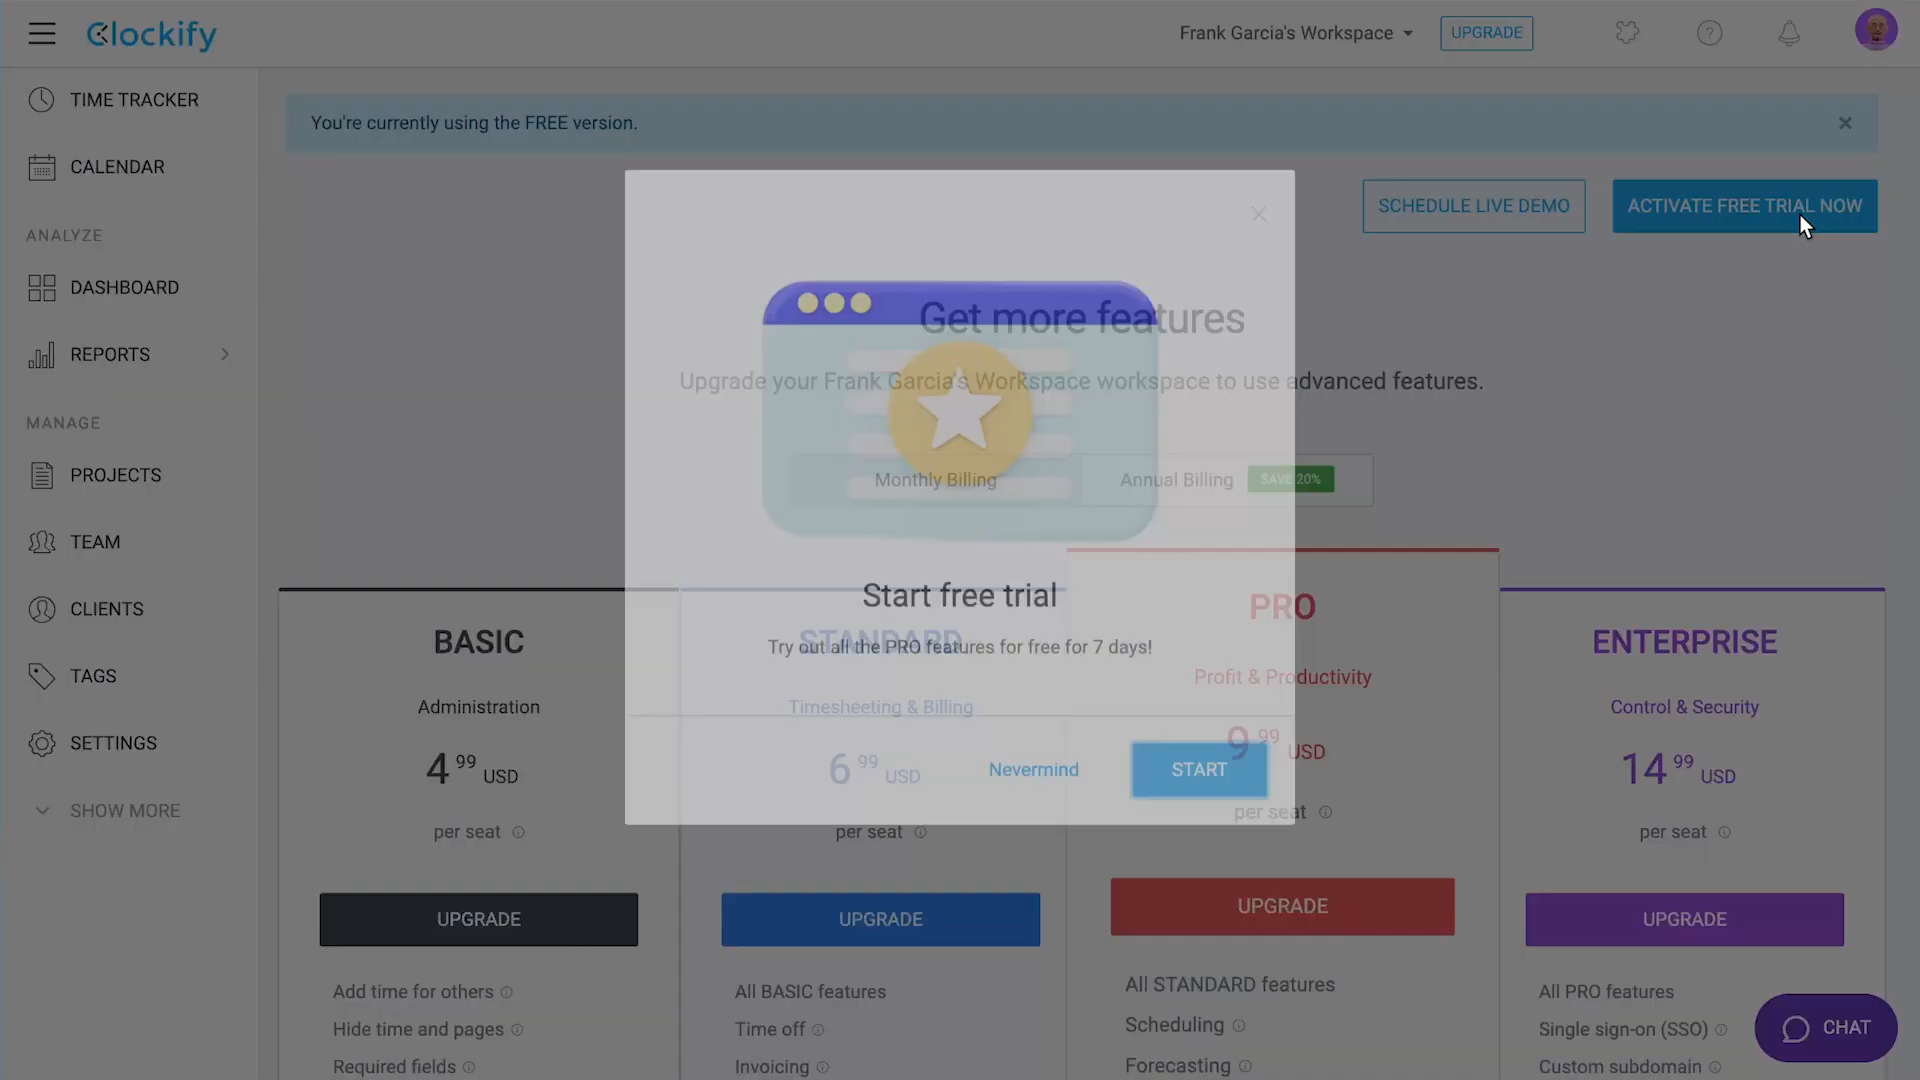 Clockify
Frank Garcia's Workspace
UPGRADE
TIME TRACKER
CALENDAR
ANALYZE
DASHBOARD
REPORTS
MANAGE
PROJECTS
TEAM
CLIENTS
TAGS
SETTINGS
SHOW MORE
You're currently using the FREE version.
SCHEDULE LIVE DEMO
ACTIVATE FREE TRIAL NOW
Get more features
Upgrade your Frank Garcia's Workspace workspace to use advanced features.
Monthly Billing
Annual Billing
SAVE 20%
Start free trial
Try out all the PRO features for free for 7 days!
Nevermind
START
BASIC
Administration
4 99 USD
per seat
UPGRADE
Add time for others
Hide time and pages
Required fields
STANDARD
Timesheeting & Billing
6 99 USD
per seat
UPGRADE
All BASIC features
Time off
Invoicing
PRO
Profit & Productivity
9 99 USD
per seat
UPGRADE
All STANDARD features
Scheduling
Forecasting
ENTERPRISE
Control & Security
14 99 USD
per seat
UPGRADE
All PRO features
Single sign-on (SSO)
Custom subdomain
CHAT